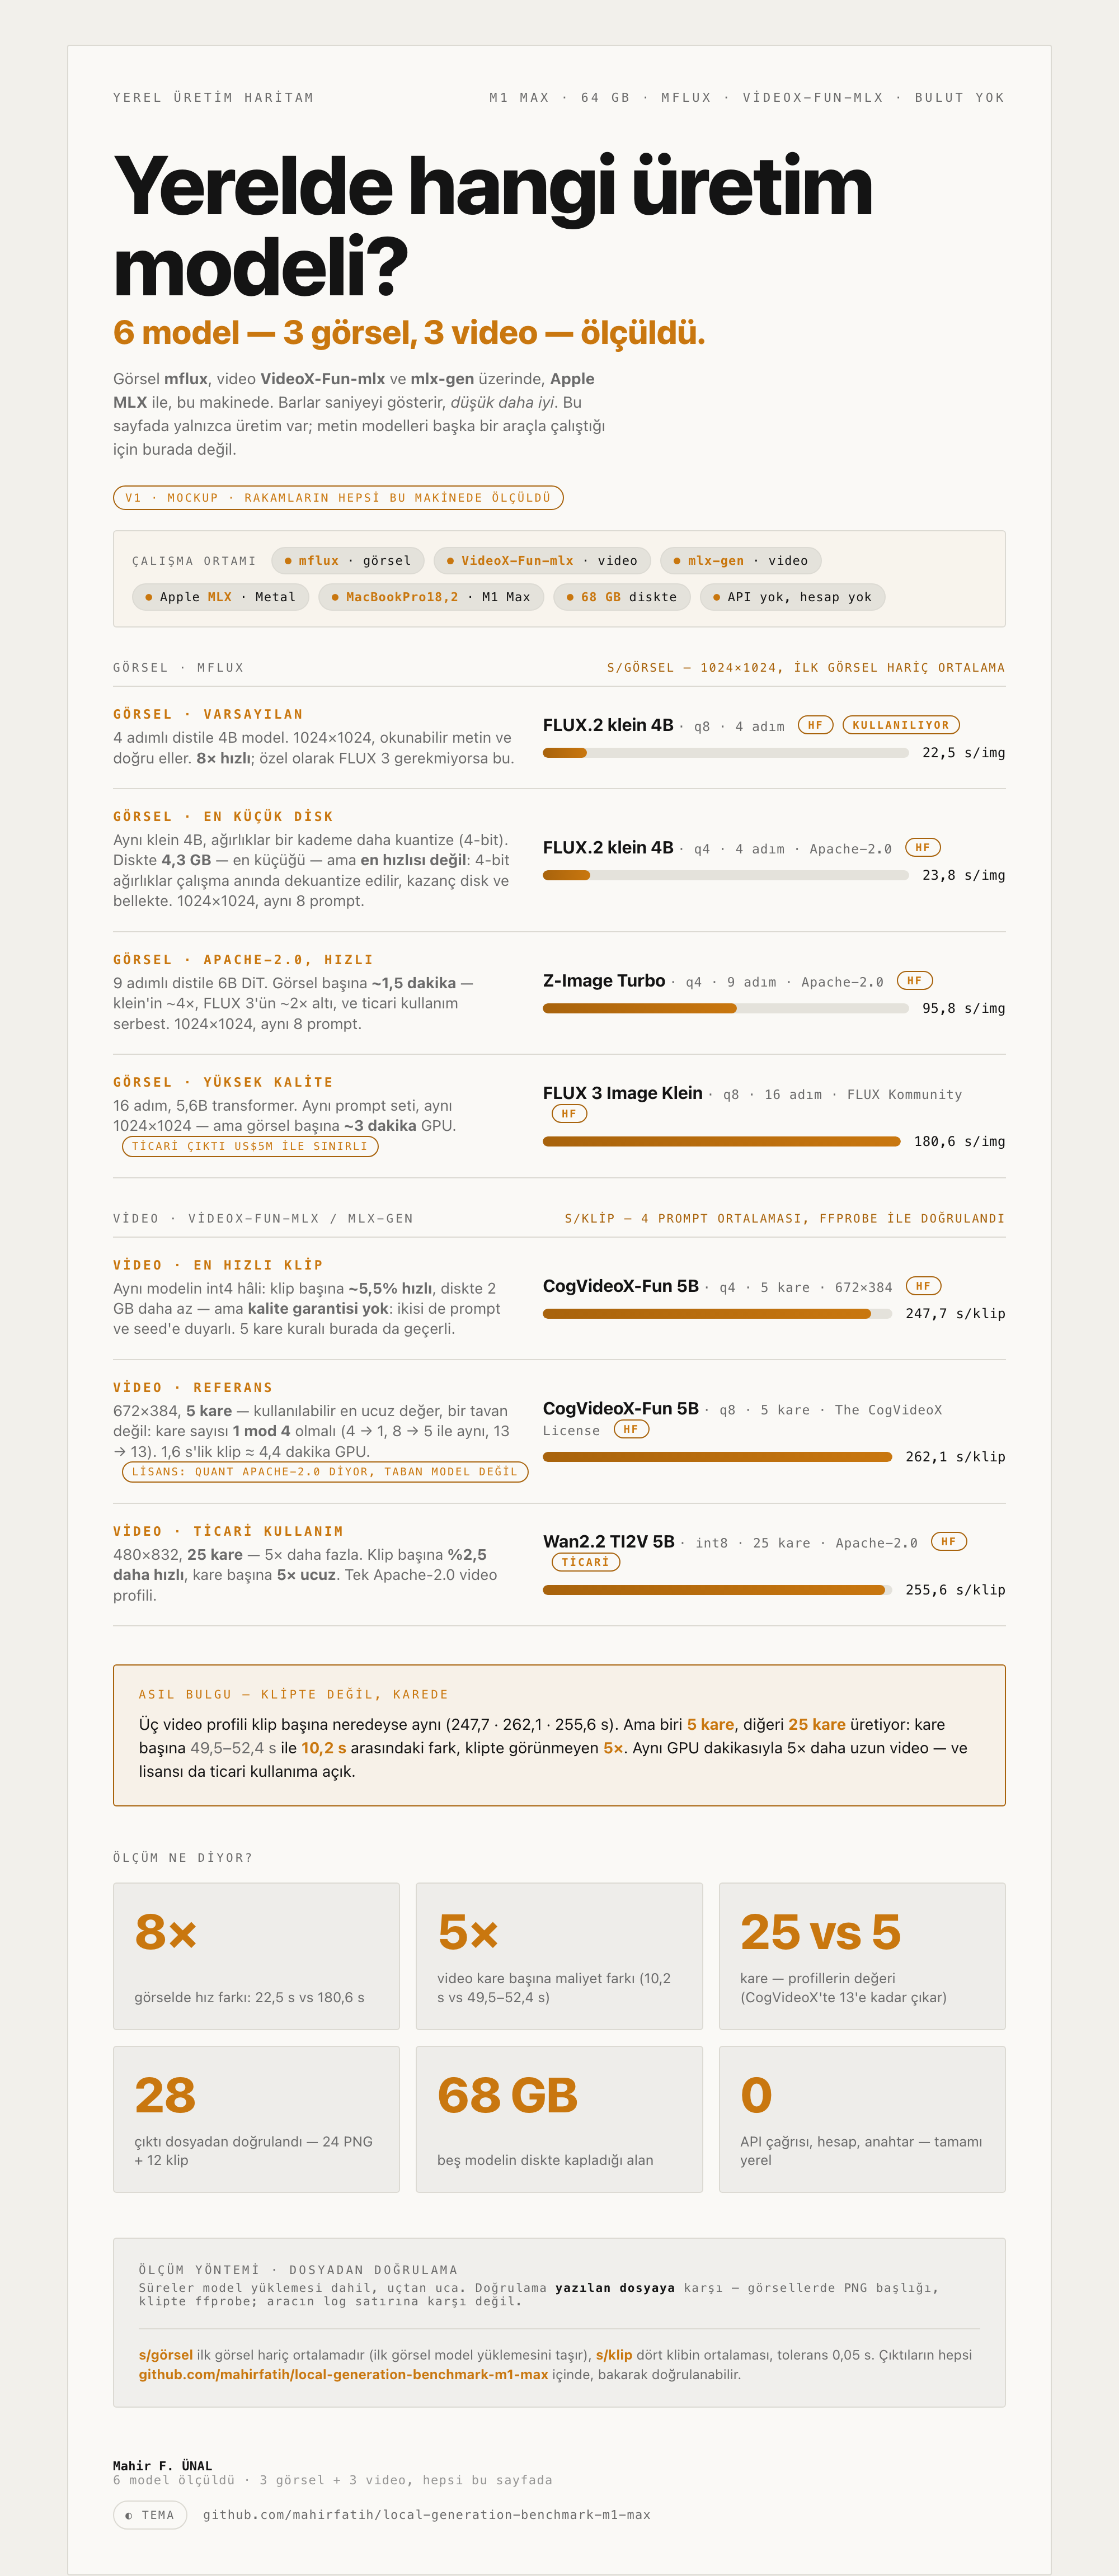 YEREL ÜRETİM HARİTAM
M1 MAX · 64 GB · MFLUX · VİDEOX-FUN-MLX · BULUT YOK
Yerelde hangi üretim
modeli?
6 model — 3 görsel, 3 video — ölçüldü.
Görsel mflux, video VideoX-Fun-mlx ve mlx-gen üzerinde, Apple
MLX ile, bu makinede. Barlar saniyeyi gösterir, düşük daha iyi. Bu
sayfada yalnızca üretim var; metin modelleri başka bir araçla çalıştığı
için burada değil.
V1 · MOCKUP · RAKAMLARIN HEPSİ BU MAKİNEDE ÖLÇÜLDÜ
ÇALIŞMA ORTAMI
● mflux · görsel
● VideoX-Fun-mlx · video
● mlx-gen · video
● Apple MLX · Metal
● MacBookPro18,2 · M1 Max
● 68 GB diskte
● API yok, hesap yok
GÖRSEL · MFLUX
S/GÖRSEL — 1024×1024, İLK GÖRSEL HARİÇ ORTALAMA
GÖRSEL · VARSAYILAN
4 adımlı distile 4B model. 1024×1024, okunabilir metin ve
doğru eller. 8× hızlı; özel olarak FLUX 3 gerekmiyorsa bu.
FLUX.2 klein 4B · q8 · 4 adım HF KULLANILIYOR
22,5 s/img
GÖRSEL · EN KÜÇÜK DİSK
Aynı klein 4B, ağırlıklar bir kademe daha kuantize (4-bit).
Diskte 4,3 GB — en küçüğü — ama en hızlısı değil: 4-bit
ağırlıklar çalışma anında dekuantize edilir, kazanç disk ve
bellekte. 1024×1024, aynı 8 prompt.
FLUX.2 klein 4B · q4 · 4 adım · Apache-2.0 HF
23,8 s/img
GÖRSEL · APACHE-2.0, HIZLI
9 adımlı distile 6B DiT. Görsel başına ~1,5 dakika —
klein'in ~4×, FLUX 3'ün ~2× altı, ve ticari kullanım
serbest. 1024×1024, aynı 8 prompt.
Z-Image Turbo · q4 · 9 adım · Apache-2.0 HF
95,8 s/img
GÖRSEL · YÜKSEK KALİTE
16 adım, 5,6B transformer. Aynı prompt seti, aynı
1024×1024 — ama görsel başına ~3 dakika GPU.
TİCARİ ÇIKTI US$5M İLE SINIRLI
FLUX 3 Image Klein · q8 · 16 adım · FLUX Kommunity
HF
180,6 s/img
VİDEO · VİDEOX-FUN-MLX / MLX-GEN
S/KLİP — 4 PROMPT ORTALAMASI, FFPROBE İLE DOĞRULANDI
VİDEO · EN HIZLI KLİP
Aynı modelin int4 hâli: klip başına ~5,5% hızlı, diskte 2
GB daha az — ama kalite garantisi yok: ikisi de prompt
ve seed'e duyarlı. 5 kare kuralı burada da geçerli.
CogVideoX-Fun 5B · q4 · 5 kare · 672×384 HF
247,7 s/klip
VİDEO · REFERANS
672×384, 5 kare — kullanılabilir en ucuz değer, bir tavan
değil: kare sayısı 1 mod 4 olmalı (4 → 1, 8 → 5 ile aynı, 13
→ 13). 1,6 s'lik klip ≈ 4,4 dakika GPU.
LİSANS: QUANT APACHE-2.0 DİYOR, TABAN MODEL DEĞİL
CogVideoX-Fun 5B · q8 · 5 kare · The CogVideoX
License HF
262,1 s/klip
VİDEO · TİCARİ KULLANIM
480×832, 25 kare — 5× daha fazla. Klip başına %2,5
daha hızlı, kare başına 5× ucuz. Tek Apache-2.0 video
profili.
Wan2.2 TI2V 5B · int8 · 25 kare · Apache-2.0 HF
TİCARİ
255,6 s/klip
ASIL BULGU — KLİPTE DEĞİL, KAREDE
Üç video profili klip başına neredeyse aynı (247,7 · 262,1 · 255,6 s). Ama biri 5 kare, diğeri 25 kare üretiyor: kare
başına 49,5–52,4 s ile 10,2 s arasındaki fark, klipte görünmeyen 5×. Aynı GPU dakikasıyla 5× daha uzun video — ve
lisansı da ticari kullanıma açık.
ÖLÇÜM NE DİYOR?
8×
görselde hız farkı: 22,5 s vs 180,6 s
5×
video kare başına maliyet farkı (10,2
s vs 49,5–52,4 s)
25 vs 5
kare — profillerin değeri
(CogVideoX'te 13'e kadar çıkar)
28
çıktı dosyadan doğrulandı — 24 PNG
+ 12 klip
68 GB
beş modelin diskte kapladığı alan
0
API çağrısı, hesap, anahtar — tamamı
yerel
ÖLÇÜM YÖNTEMİ · DOSYADAN DOĞRULAMA
Süreler model yüklemesi dahil, uçtan uca. Doğrulama yazılan dosyaya karşı — görsellerde PNG başlığı,
klipte ffprobe; aracın log satırına karşı değil.
s/görsel ilk görsel hariç ortalamadır (ilk görsel model yüklemesini taşır), s/klip dört klibin ortalaması, tolerans 0,05 s. Çıktıların hepsi
github.com/mahirfatih/local-generation-benchmark-m1-max içinde, bakarak doğrulanabilir.
Mahir F. ÜNAL
6 model ölçüldü · 3 görsel + 3 video, hepsi bu sayfada
◐ TEMA
github.com/mahirfatih/local-generation-benchmark-m1-max